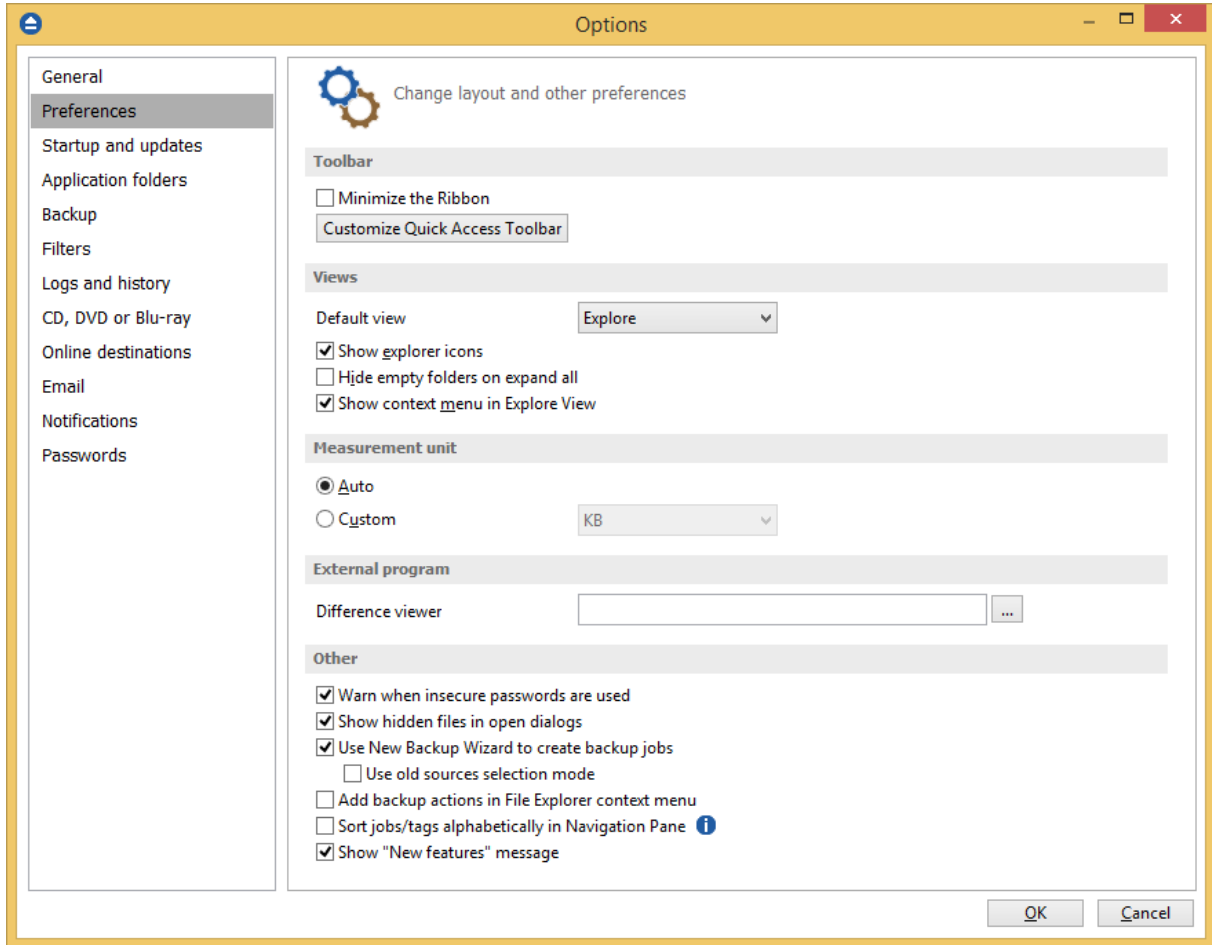 Options
General
Preferences
Startup and updates
Application folders
Backup
Filters
Logs and history
CD, DVD or Blu-ray
Online destinations
Email
Notifications
Passwords
Change layout and other preferences
Toolbar
Minimize the Ribbon
Customize Quick Access Toolbar
Views
Default view Explore
Show explorer icons
Hide empty folders on expand all
Show context menu in Explore View
Measurement unit
Auto
Custom KB
External program
Difference viewer ...
Other
Warn when insecure passwords are used
Show hidden files in open dialogs
Use New Backup Wizard to create backup jobs
Use old sources selection mode
Add backup actions in File Explorer context menu
Sort jobs/tags alphabetically in Navigation Pane
Show "New features" message
OK Cancel